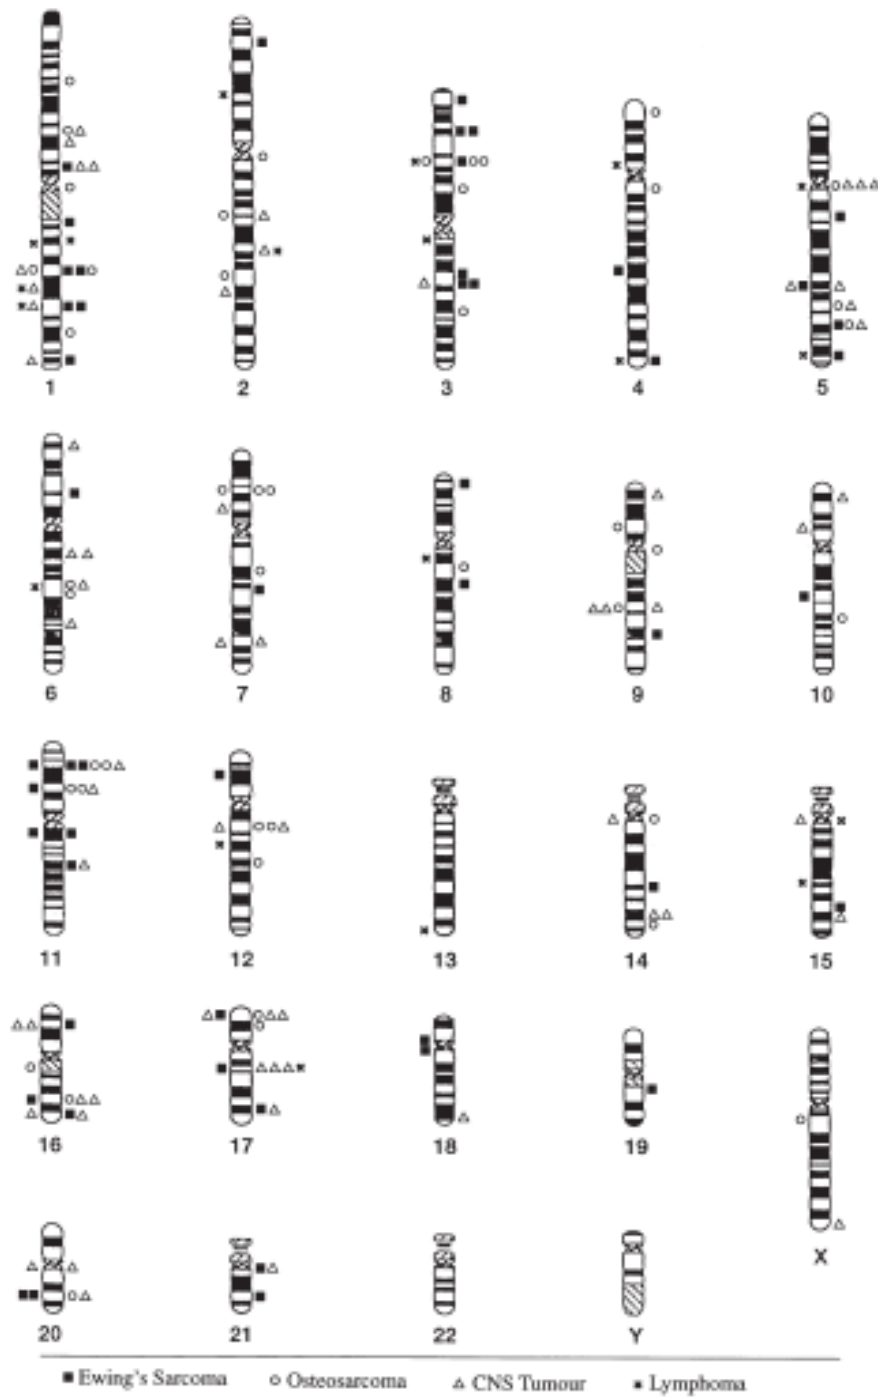 1 2 3 4 5
6 7 8 9 10
11 12 13 14 15
16 17 18 19 X
20 21 22 Y
■ Ewing's Sarcoma ○ Osteosarcoma △ CNS Tumour ✱ Lymphoma